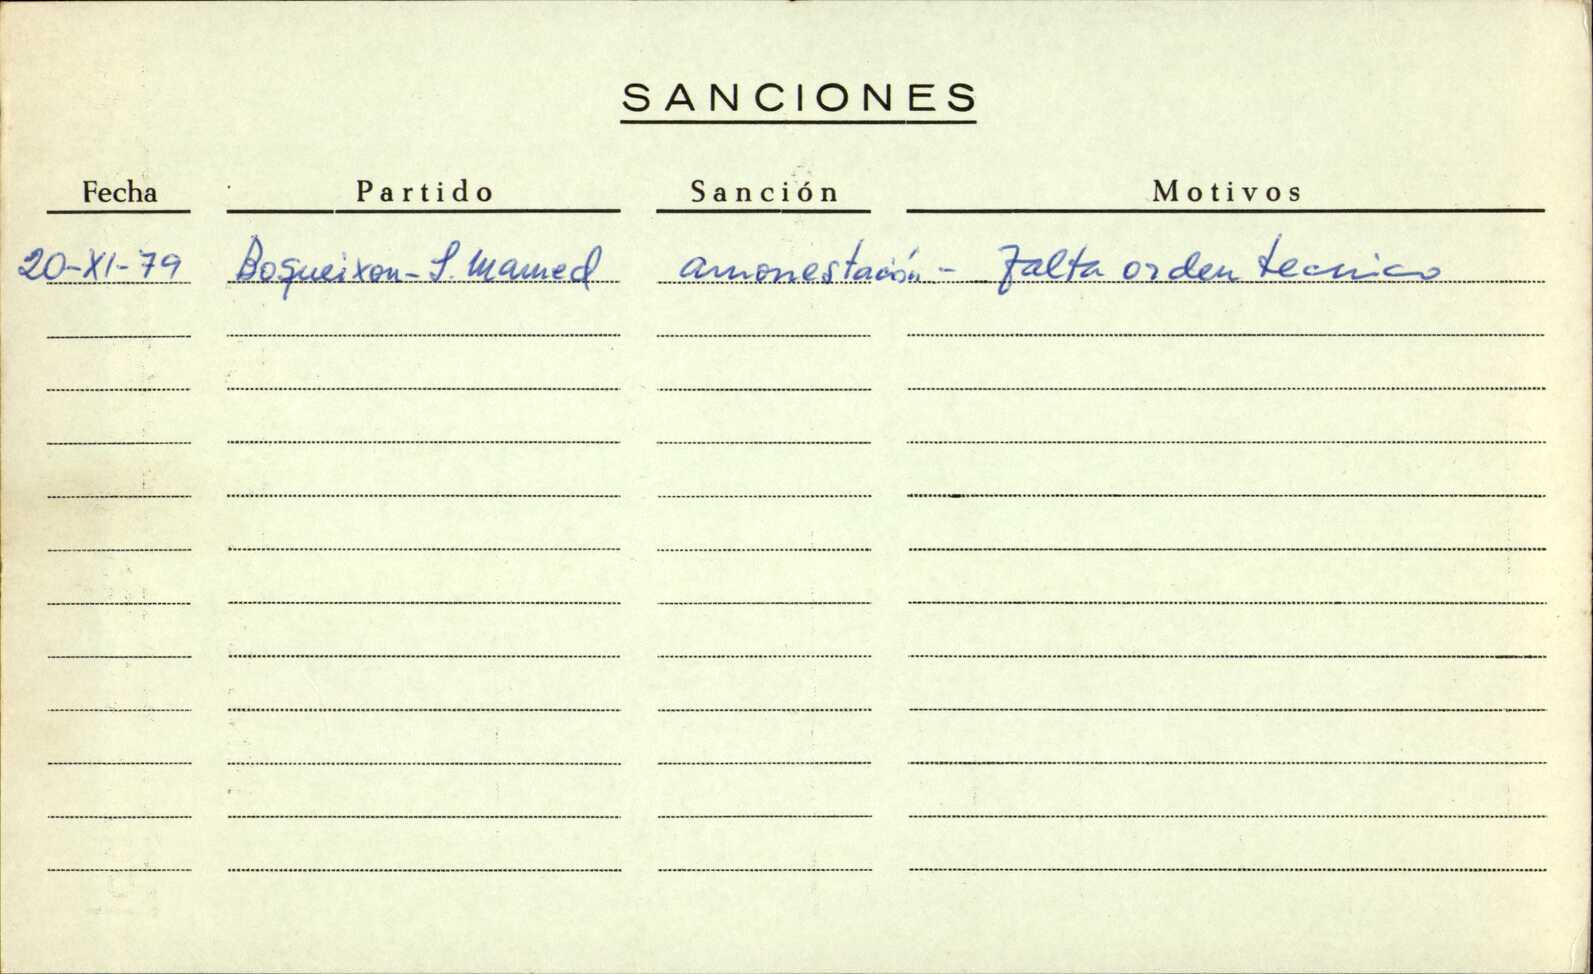 SANCIONES
Fecha Partido Sanción Motivos
20-XI-79 Boqueixon-S. Mamed amonestación - Falta orden tecnico